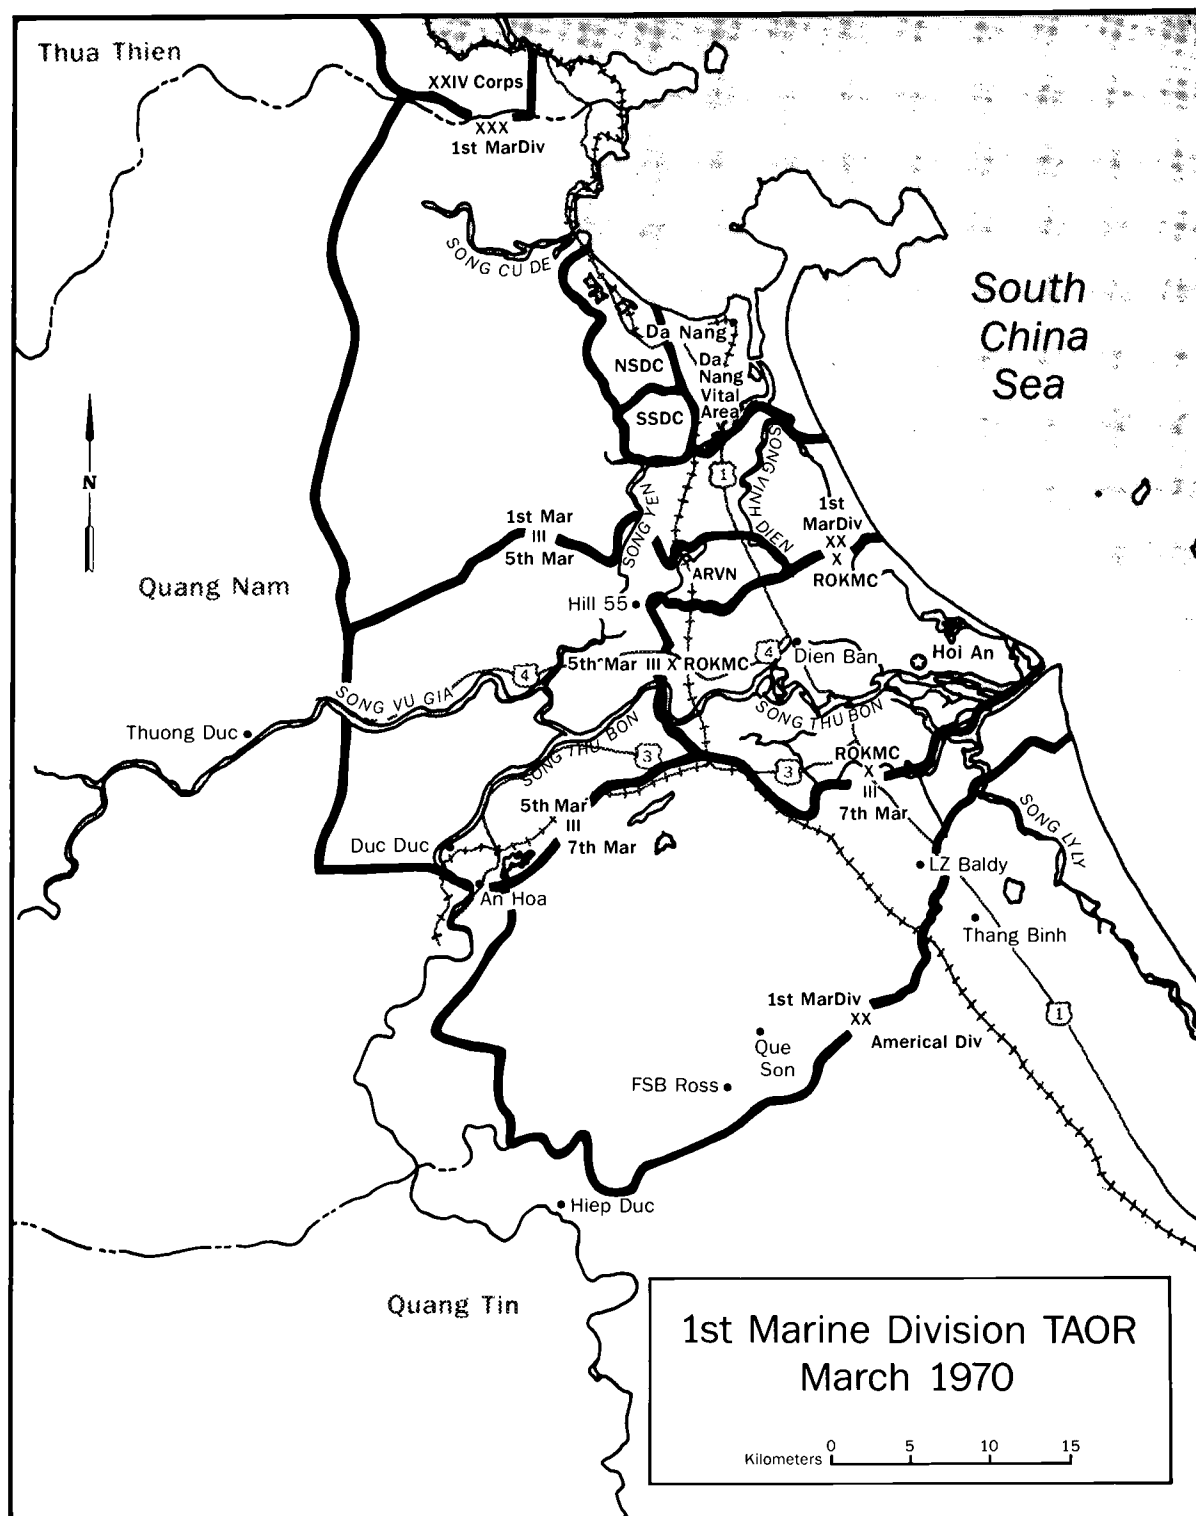 Thua Thien
XXIV Corps
XXX
1st MarDiv
SONG CU DE
South
China
Sea
Da Nang
NSDC
Da
Nang
Vital
Area
SSDC
1
SONG VINH DIEN
N
SONG YEN
1st Mar
III
5th Mar
1st
MarDiv
XX
X
ROKMC
ARVN
Quang Nam
Hill 55
5th Mar III X ROKMC
4
Dien Ban
Hoi An
4
SONG VU GIA
SONG THU BON
Thuong Duc
SONG THU BON
3
3
ROKMC
X
III
7th Mar
5th Mar
III
7th Mar
SONG LY LY
Duc Duc
LZ Baldy
An Hoa
Thang Binh
1st MarDiv
XX
Americal Div
1
Que
Son
FSB Ross
Hiep Duc
Quang Tin
1st Marine Division TAOR
March 1970
Kilometers 0 5 10 15